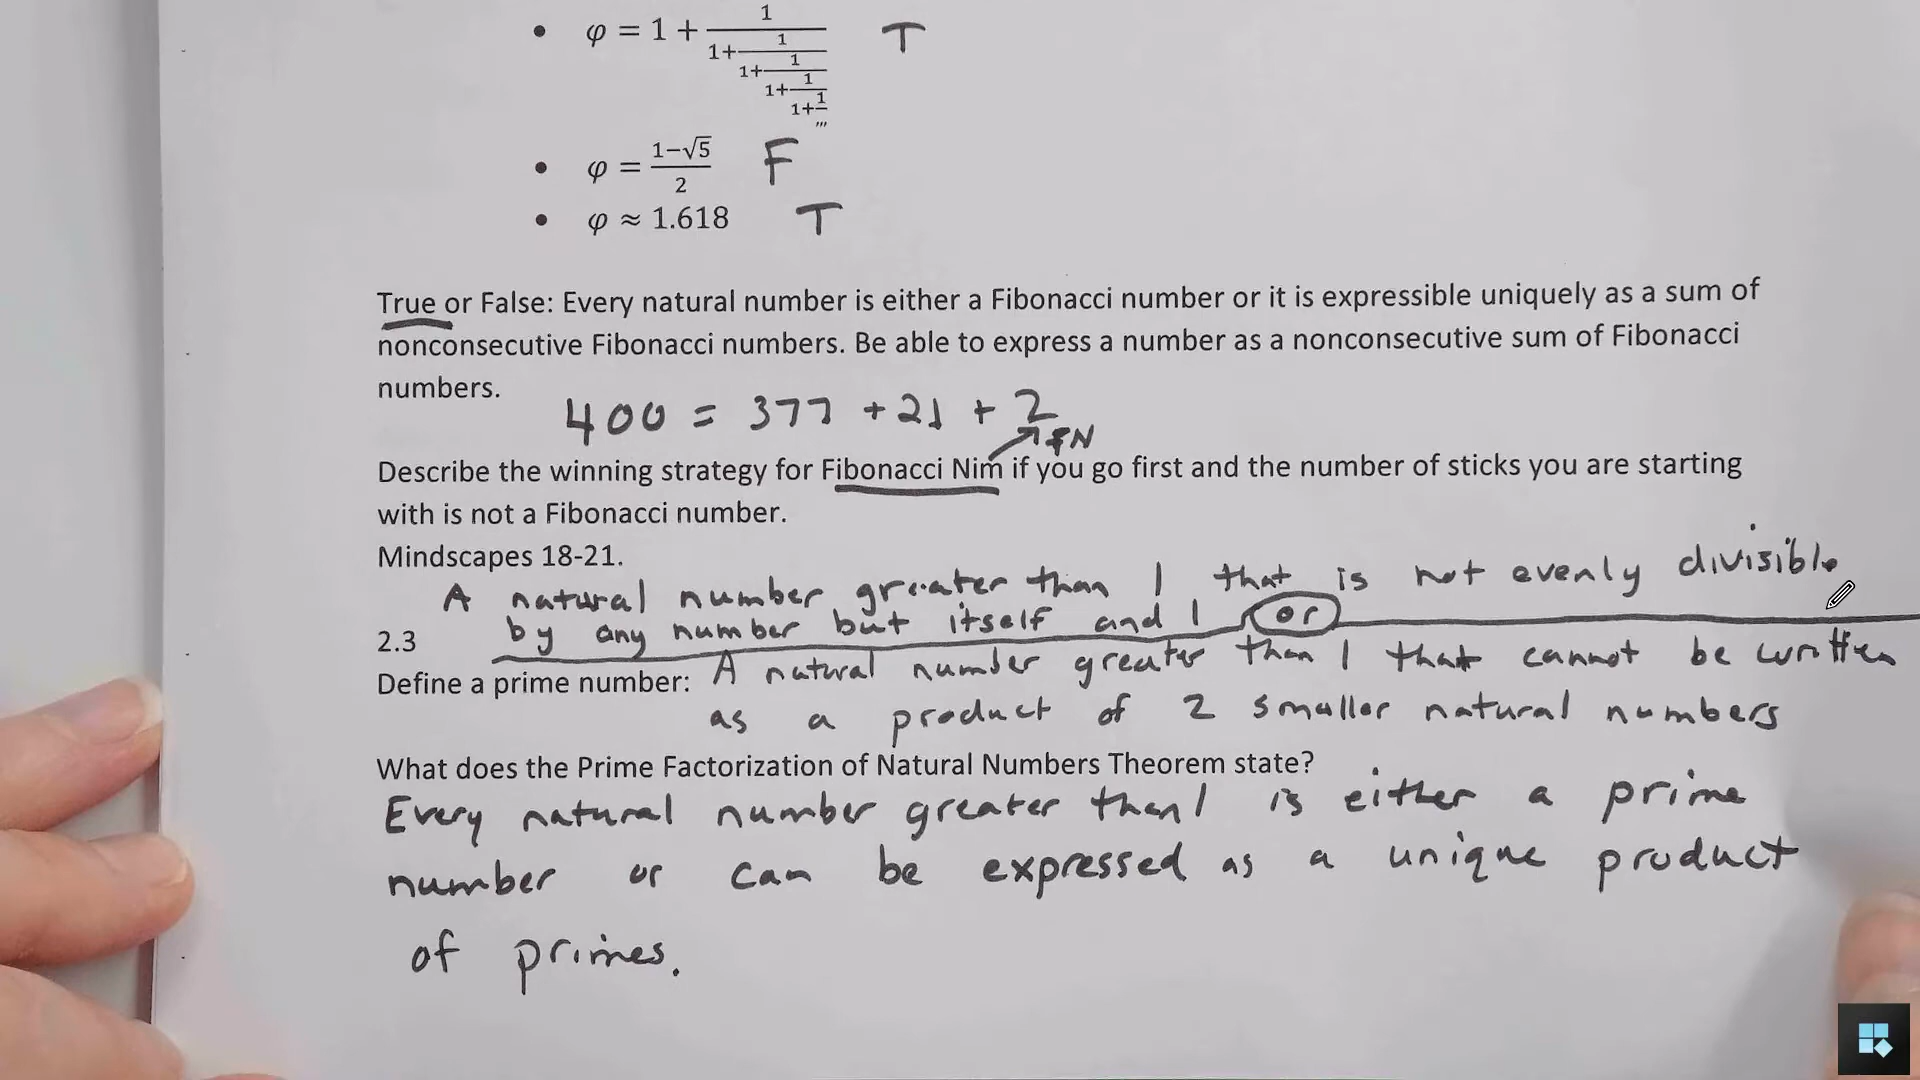 • φ = 1 + 1/(1+1/(1+1/(1+1/(1+1/,,,)))) T
• φ = (1−√5)/2 F
• φ ≈ 1.618 T
True or False: Every natural number is either a Fibonacci number or it is expressible uniquely as a sum of
nonconsecutive Fibonacci numbers. Be able to express a number as a nonconsecutive sum of Fibonacci
numbers.
400 = 377 + 21 + 2
FN
Describe the winning strategy for Fibonacci Nim if you go first and the number of sticks you are starting
with is not a Fibonacci number.
Mindscapes 18-21.
A natural number greater than 1 that is not evenly divisible
by any number but itself and 1 or
2.3
A natural number greater than 1 that cannot be written
Define a prime number:
as a product of 2 smaller natural numbers
What does the Prime Factorization of Natural Numbers Theorem state?
Every natural number greater than 1 is either a prime
number or can be expressed as a unique product
of primes.